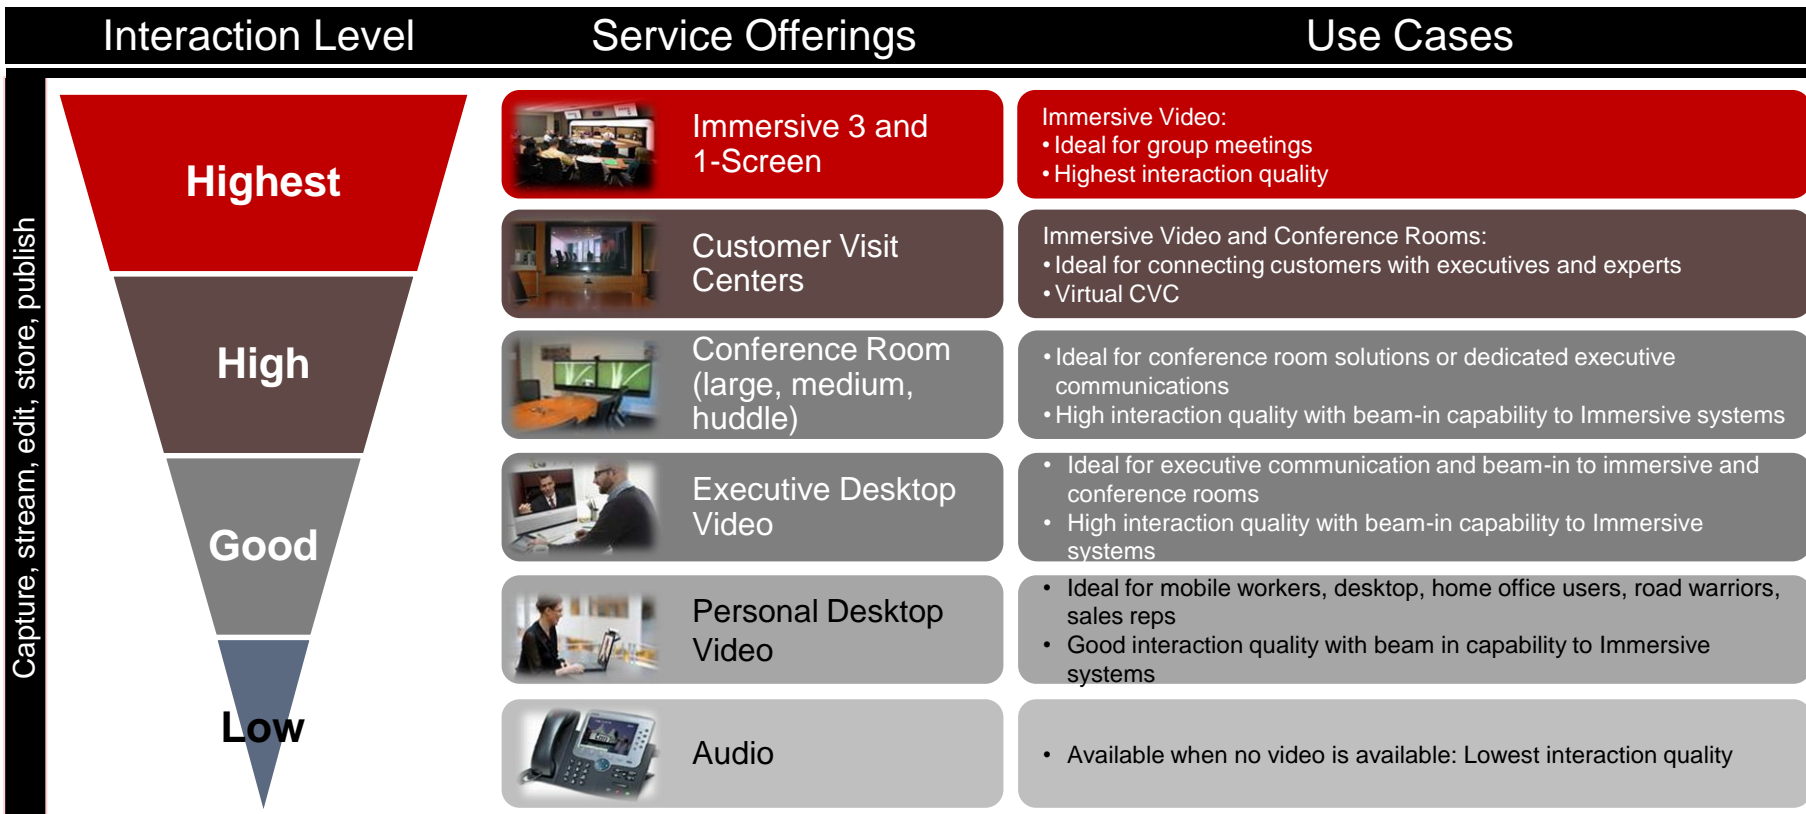 Interaction Level
Service Offerings
Use Cases
Capture, stream, edit, store, publish
Highest
High
Good
Low
Immersive 3 and
1-Screen
Immersive Video:
• Ideal for group meetings
• Highest interaction quality
Customer Visit
Centers
Immersive Video and Conference Rooms:
• Ideal for connecting customers with executives and experts
• Virtual CVC
Conference Room
(large, medium,
huddle)
• Ideal for conference room solutions or dedicated executive
communications
• High interaction quality with beam-in capability to Immersive systems
Executive Desktop
Video
• Ideal for executive communication and beam-in to immersive and
conference rooms
• High interaction quality with beam-in capability to Immersive
systems
Personal Desktop
Video
• Ideal for mobile workers, desktop, home office users, road warriors,
sales reps
• Good interaction quality with beam in capability to Immersive
systems
Audio
• Available when no video is available: Lowest interaction quality